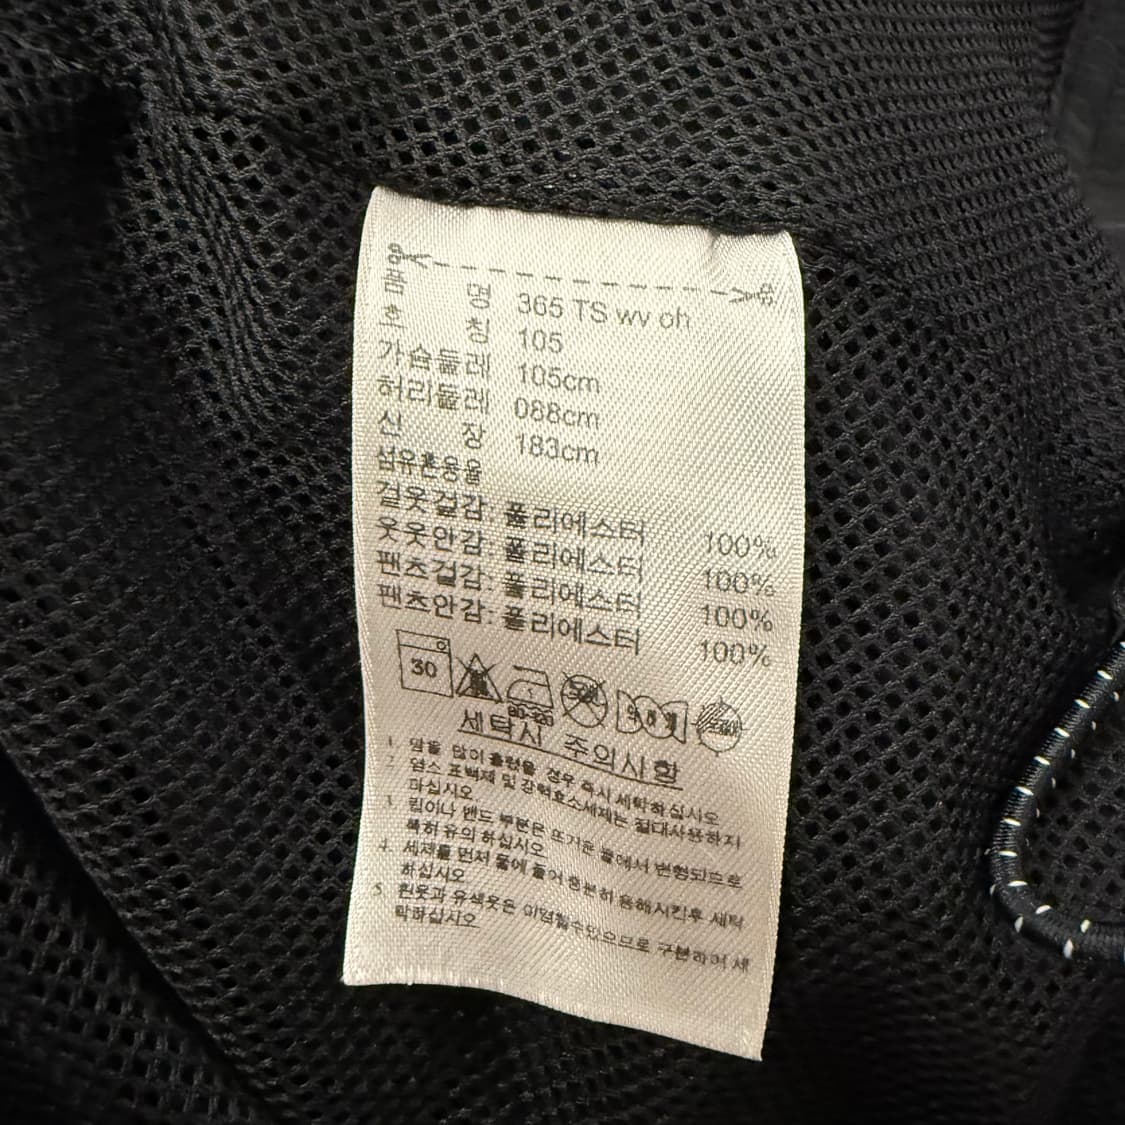 품 명 365 TS wv oh
호 칭 105
가슴둘레 105cm
허리둘레 088cm
신 장 183cm
섬유혼용율
겉옷겉감: 폴리에스터 100%
웃옷안감: 폴리에스터 100%
팬츠겉감: 폴리에스터 100%
팬츠안감: 폴리에스터 100%
30
80-120
세탁시 주의사항
1 땀을 많이 흘렸을 경우 즉시 세탁하십시오
2 염소 표백제 및 강력효소세제는 절대사용하지
마십시오
3 립이나 밴드 부분은 뜨거운 물에서 변형되므로
특히 유의 하십시오
4 세제를 먼저 물에 풀어 충분히 용해시킨후 세탁
하십시오
5 흰옷과 유색옷은 이염될수있으므로 구분하여 세
탁하십시오